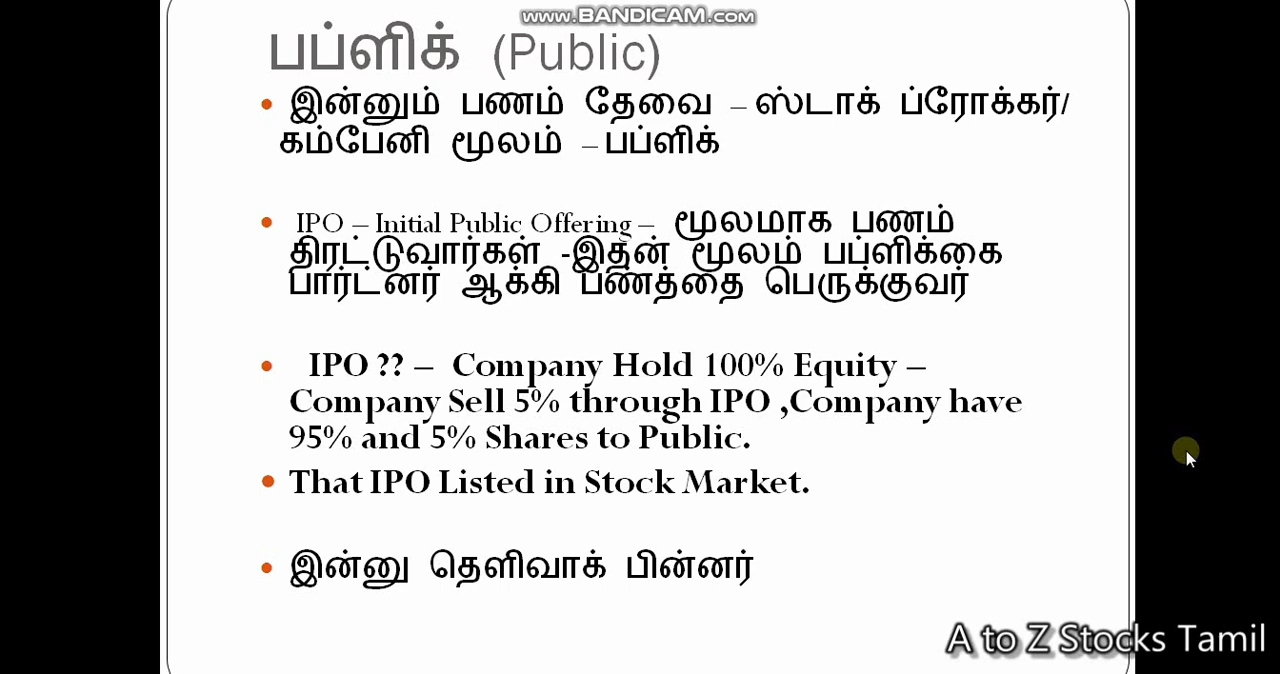 www.BANDICAM.com
பப்ளிக் (Public)
• இன்னும் பணம் தேவை – ஸ்டாக் ப்ரோக்கர்/
கம்பேனி மூலம் – பப்ளிக்
• IPO – Initial Public Offering – மூலமாக பணம்
திரட்டுவார்கள் -இதன் மூலம் பப்ளிக்கை
பார்ட்னர் ஆக்கி பணத்தை பெருக்குவர்
• IPO ?? – Company Hold 100% Equity –
Company Sell 5% through IPO ,Company have
95% and 5% Shares to Public.
• That IPO Listed in Stock Market.
• இன்னு தெளிவாக் பின்னர்
A to Z Stocks Tamil